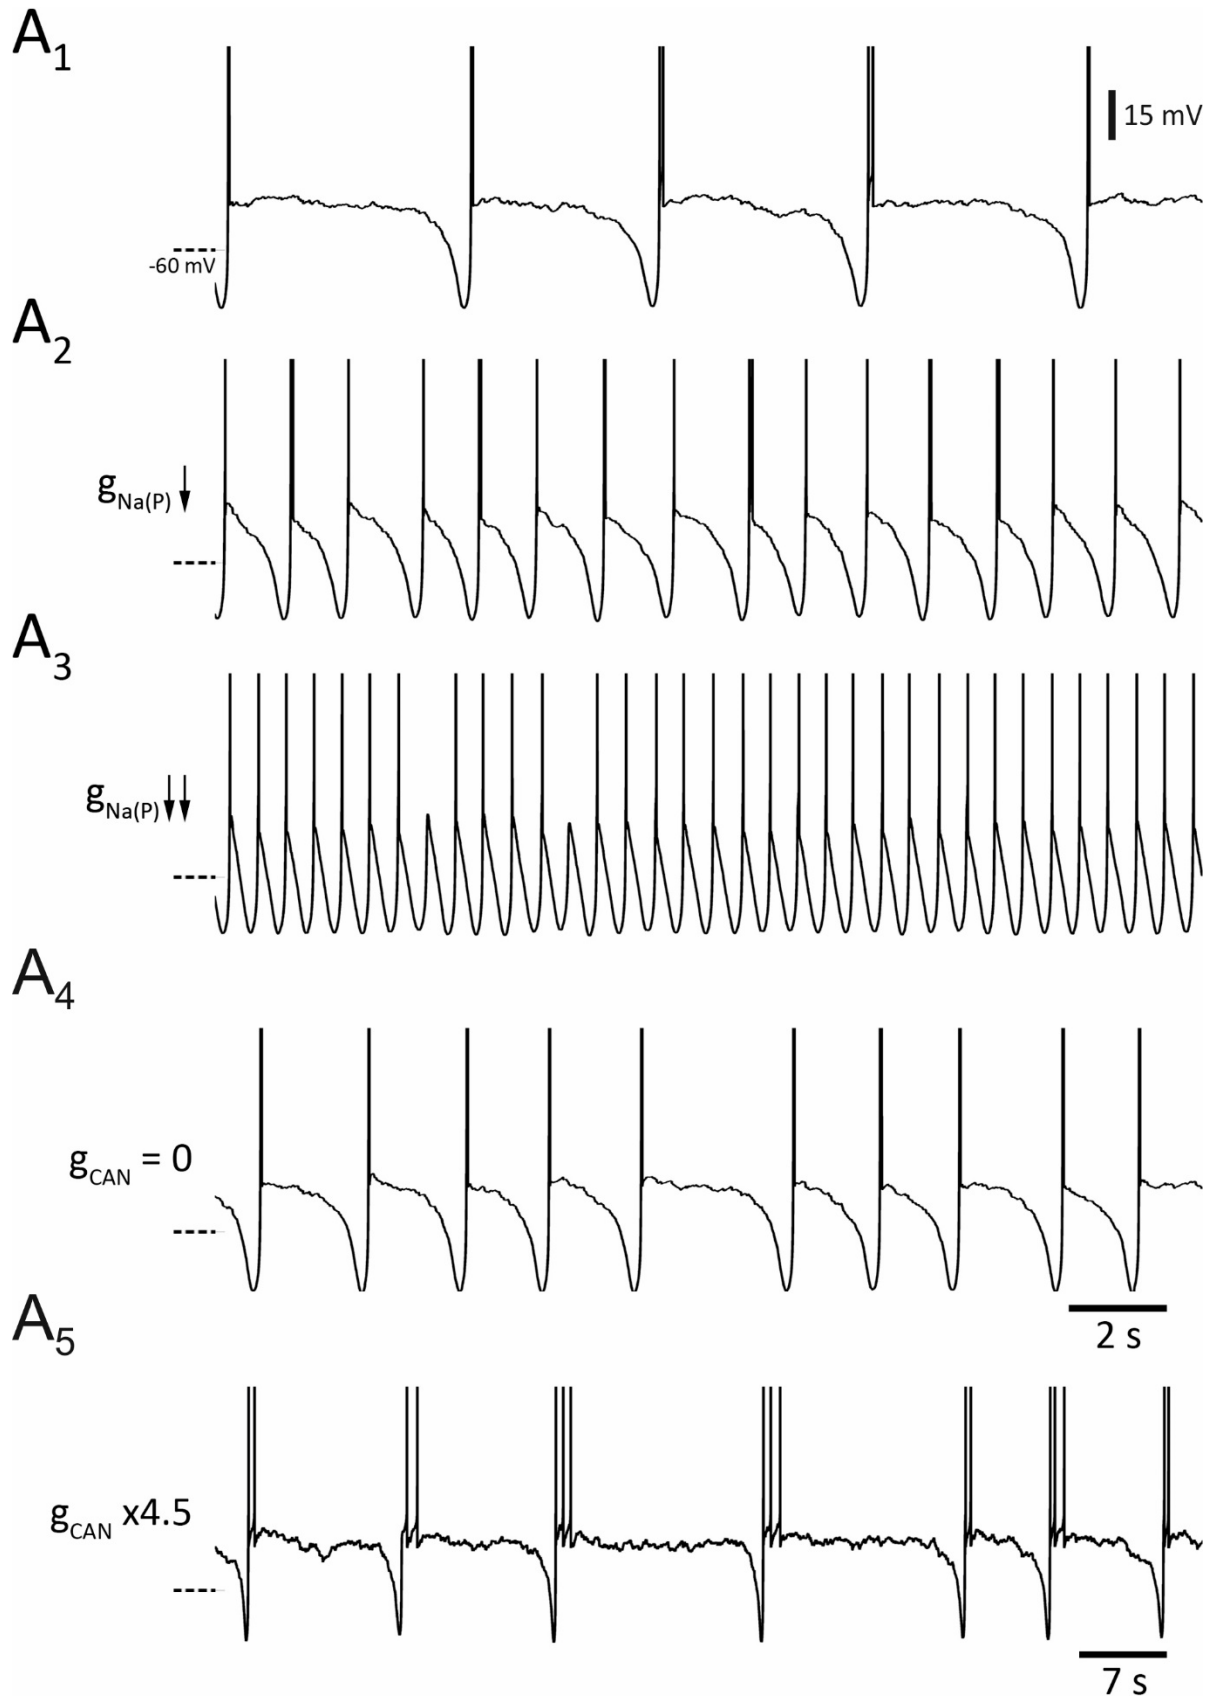 A1
15 mV
-60 mV
A2
gNa(P) ↓
A3
gNa(P) ↓↓
A4
gCAN = 0
2 s
A5
gCAN x4.5
7 s